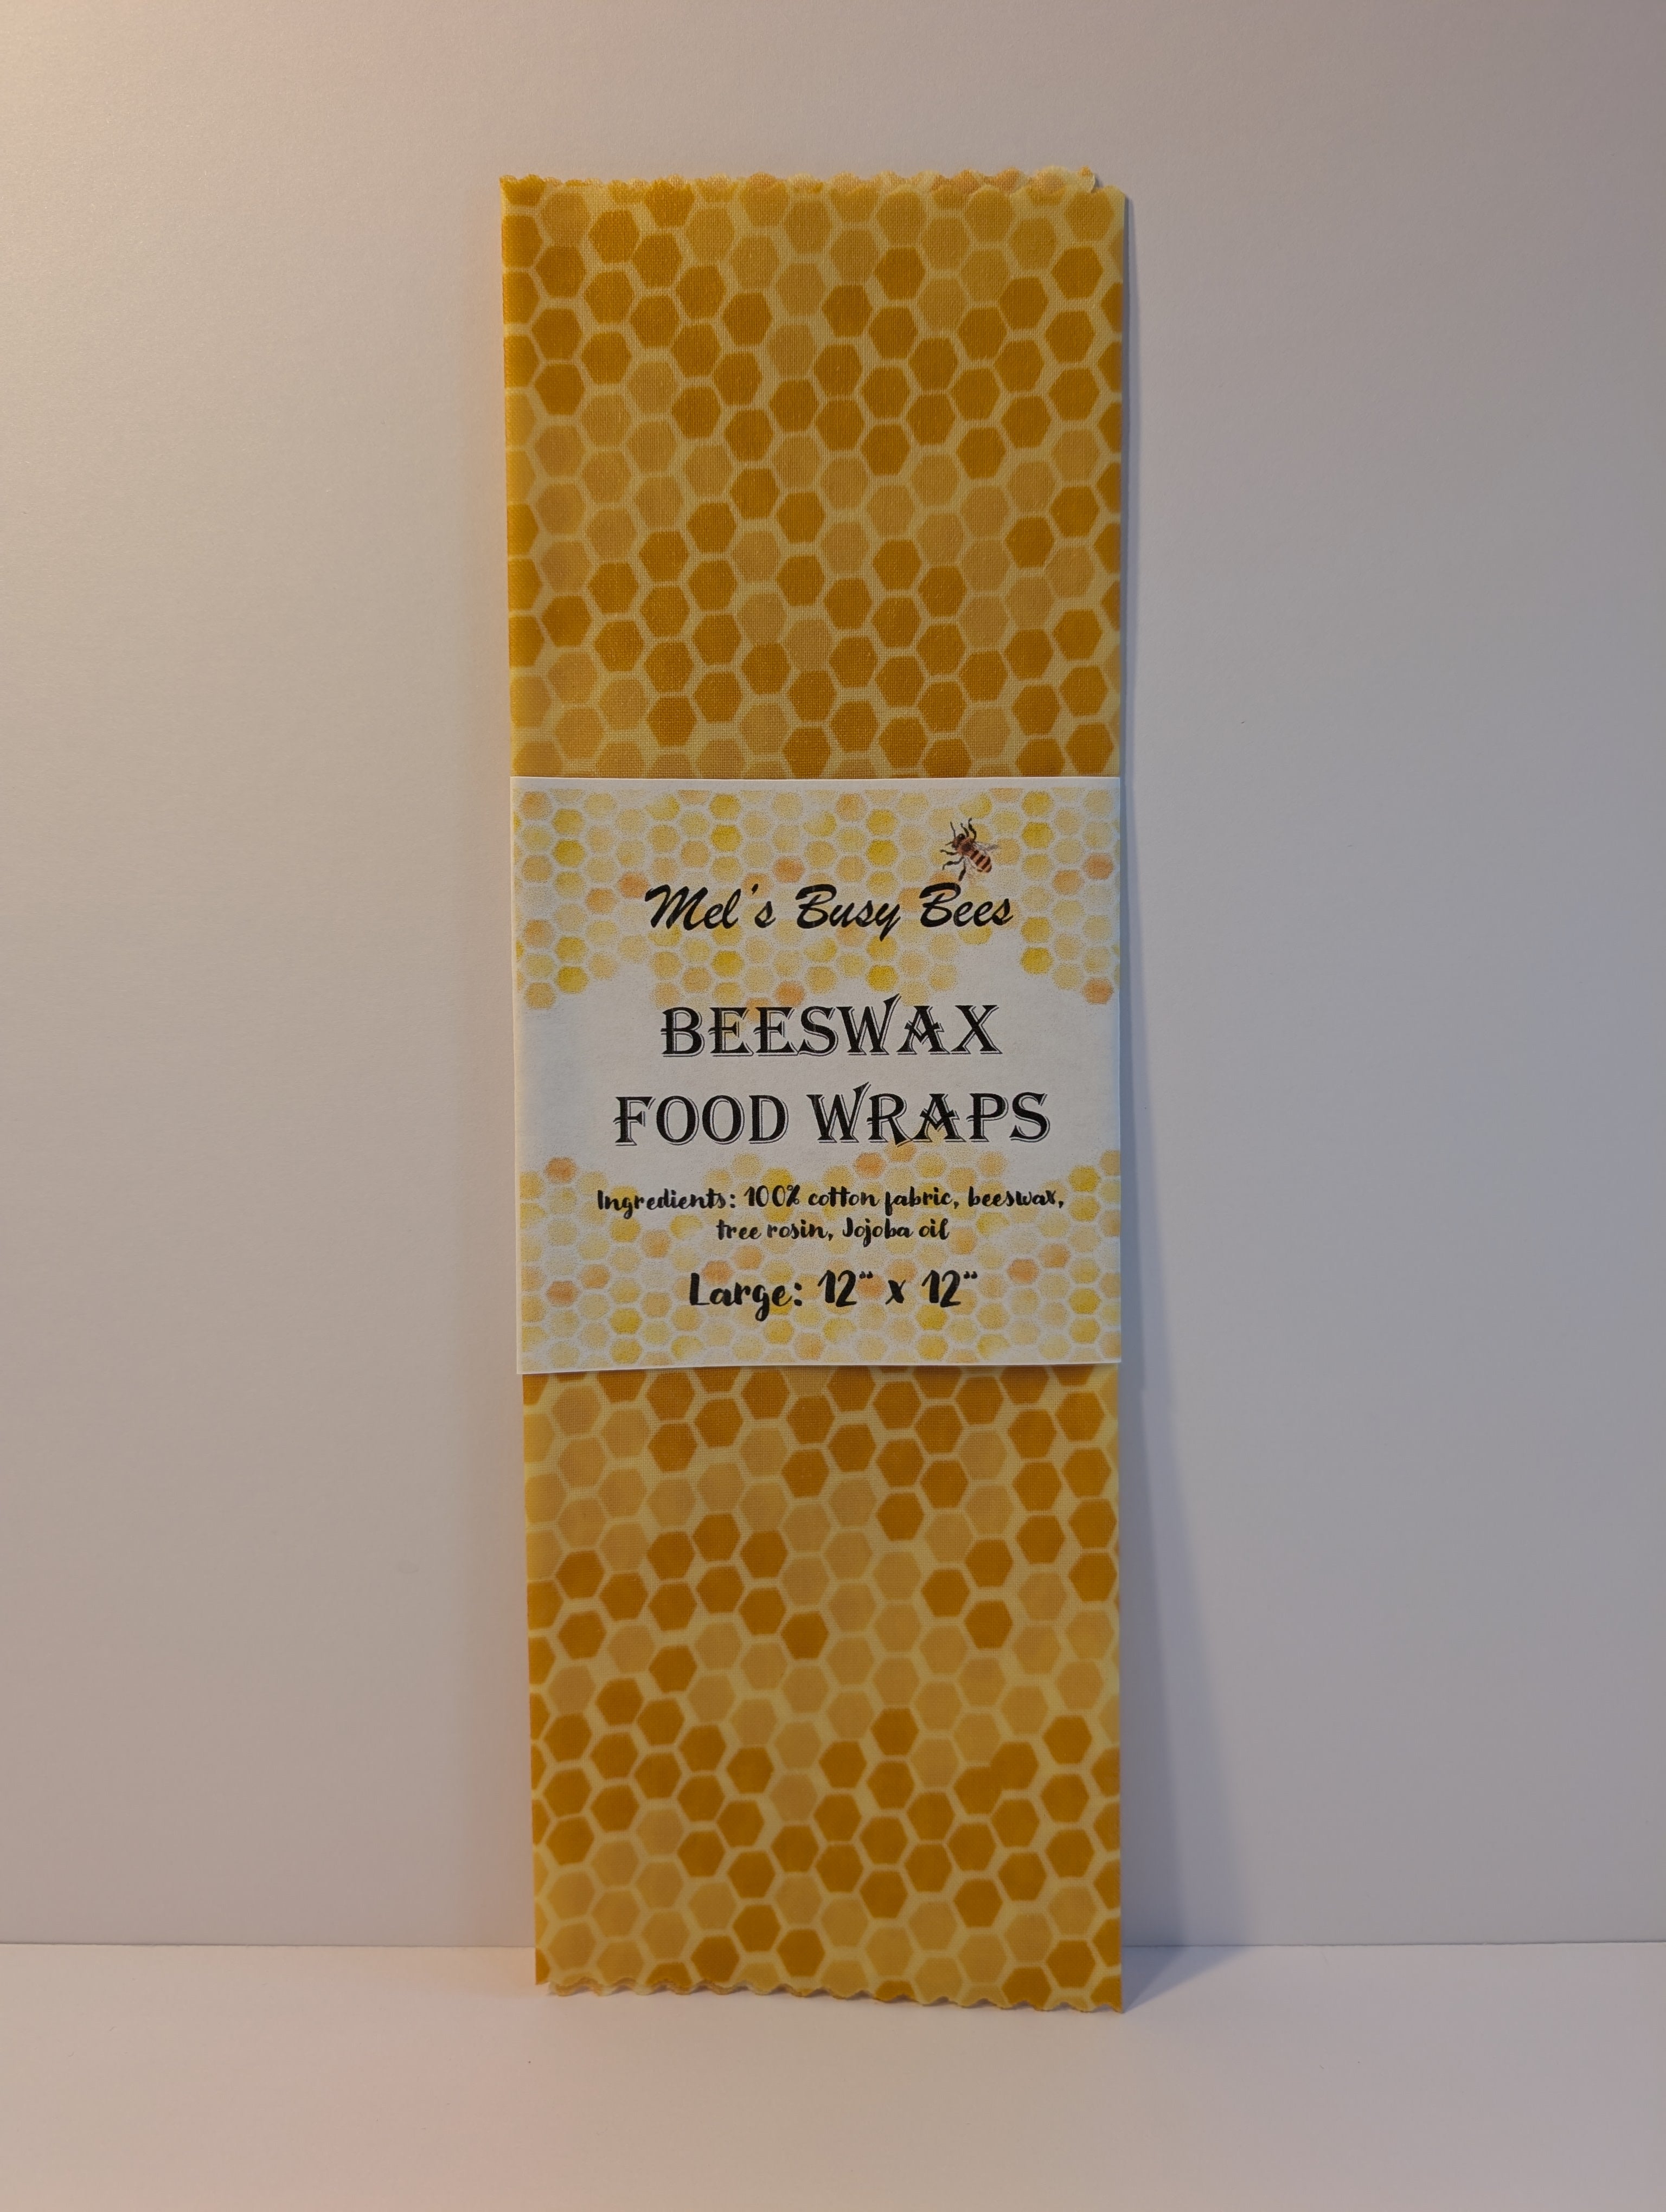 Mel's Busy Bees
BEESWAX
FOOD WRAPS
Ingredients: 100% cotton fabric, beeswax,
tree rosin, Jojoba oil
Large: 12" x 12"